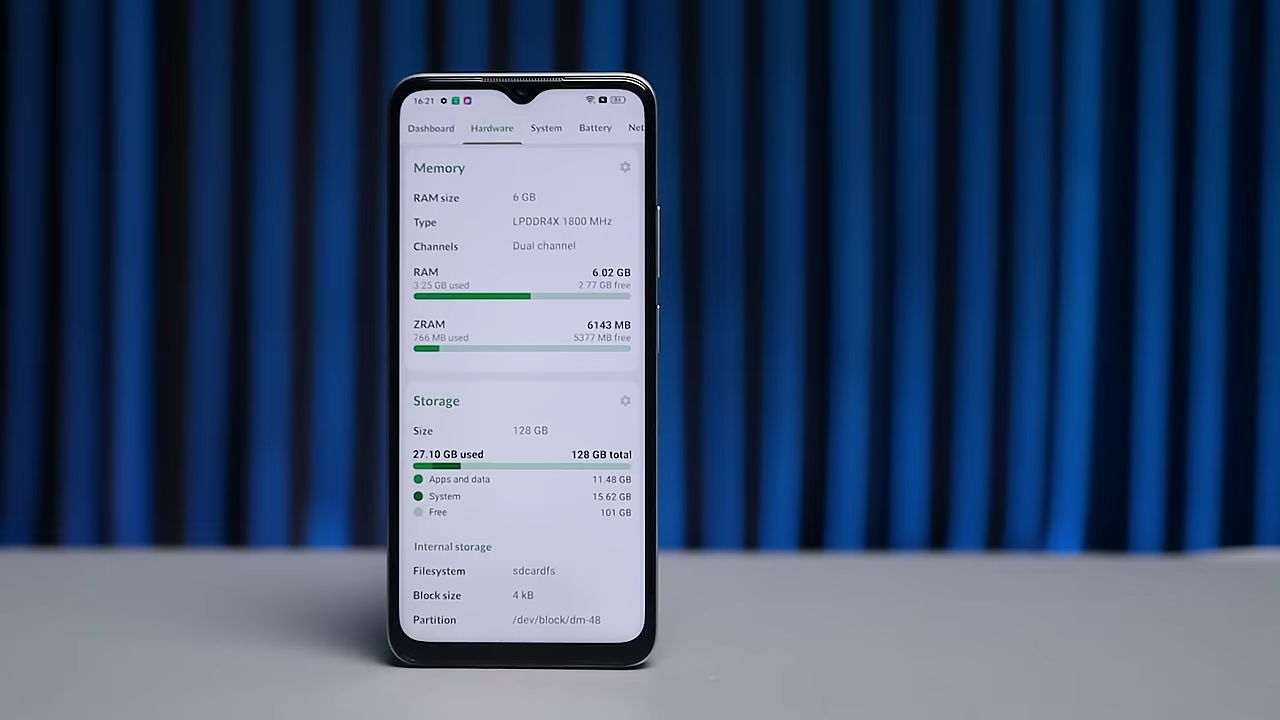 16:21
Dashboard Hardware System Battery Net
Memory
RAM size 6 GB
Type LPDDR4X 1800 MHz
Channels Dual channel
RAM 6.02 GB
3.25 GB used 2.77 GB free
ZRAM 6143 MB
766 MB used 5377 MB free
Storage
Size 128 GB
27.10 GB used 128 GB total
Apps and data 11.48 GB
System 15.62 GB
Free 101 GB
Internal storage
Filesystem sdcardfs
Block size 4 kB
Partition /dev/block/dm-48